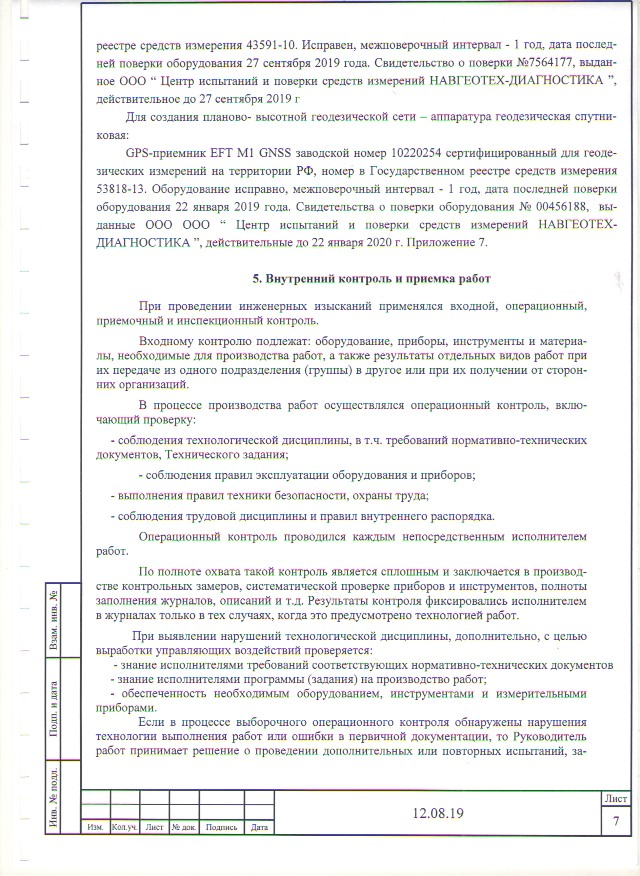 реестре средств измерения 43591-10. Исправен, межповерочный интервал - 1 год, дата послед-
ней поверки оборудования 27 сентября 2019 года. Свидетельство о поверки №7564177, выдан-
ное ООО “ Центр испытаний и поверки средств измерений НАВГЕОТЕХ-ДИАГНОСТИКА ”,
действительное до 27 сентября 2019 г
Для создания планово- высотной геодезической сети – аппаратура геодезическая спутни-
ковая:
GPS-приемник EFT M1 GNSS заводской номер 10220254 сертифицированный для геоде-
зических измерений на территории РФ, номер в Государственном реестре средств измерения
53818-13. Оборудование исправно, межповерочный интервал - 1 год, дата последней поверки
оборудования 22 января 2019 года. Свидетельства о поверки оборудования № 00456188, вы-
данные ООО ООО “ Центр испытаний и поверки средств измерений НАВГЕОТЕХ-
ДИАГНОСТИКА ”, действительные до 22 января 2020 г. Приложение 7.
5. Внутренний контроль и приемка работ
При проведении инженерных изысканий применялся входной, операционный,
приемочный и инспекционный контроль.
Входному контролю подлежат: оборудование, приборы, инструменты и материа-
лы, необходимые для производства работ, а также результаты отдельных видов работ при
их передаче из одного подразделения (группы) в другое или при их получении от сторон-
них организаций.
В процессе производства работ осуществлялся операционный контроль, вклю-
чающий проверку:
- соблюдения технологической дисциплины, в т.ч. требований нормативно-технических
документов, Технического задания;
- соблюдения правил эксплуатации оборудования и приборов;
- выполнения правил техники безопасности, охраны труда;
- соблюдения трудовой дисциплины и правил внутреннего распорядка.
Операционный контроль проводился каждым непосредственным исполнителем
работ.
По полноте охвата такой контроль является сплошным и заключается в производ-
стве контрольных замеров, систематической проверке приборов и инструментов, полноты
заполнения журналов, описаний и т.д. Результаты контроля фиксировались исполнителем
в журналах только в тех случаях, когда это предусмотрено технологией работ.
При выявлении нарушений технологической дисциплины, дополнительно, с целью
выработки управляющих воздействий проверяется:
- знание исполнителями требований соответствующих нормативно-технических документов
- знание исполнителями программы (задания) на производство работ;
- обеспеченность необходимым оборудованием, инструментами и измерительными
приборами.
Если в процессе выборочного операционного контроля обнаружены нарушения
технологии выполнения работ или ошибки в первичной документации, то Руководитель
работ принимает решение о проведении дополнительных или повторных испытаний, за-
Взам. инв. №
Подп. и дата
Инв. № подл.
Изм. Кол.уч. Лист № док. Подпись Дата
12.08.19
Лист
7